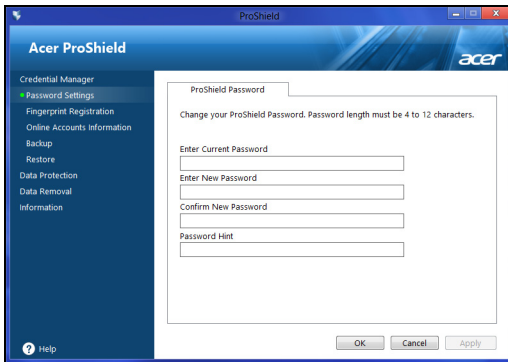 ProShield
Acer ProShield
acer
Credential Manager
Password Settings
Fingerprint Registration
Online Accounts Information
Backup
Restore
Data Protection
Data Removal
Information
ProShield Password
Change your ProShield Password. Password length must be 4 to 12 characters.
Enter Current Password
Enter New Password
Confirm New Password
Password Hint
? Help
OK
Cancel
Apply